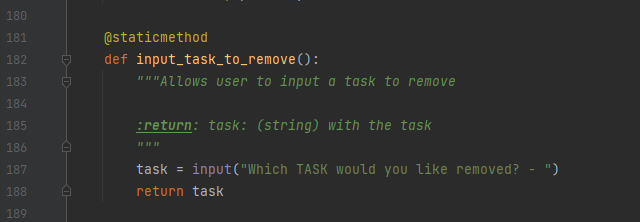 180
181 @staticmethod
182 def input_task_to_remove():
183 """Allows user to input a task to remove
184
185 :return: task: (string) with the task
186 """
187 task = input("Which TASK would you like removed? - ")
188 return task
189